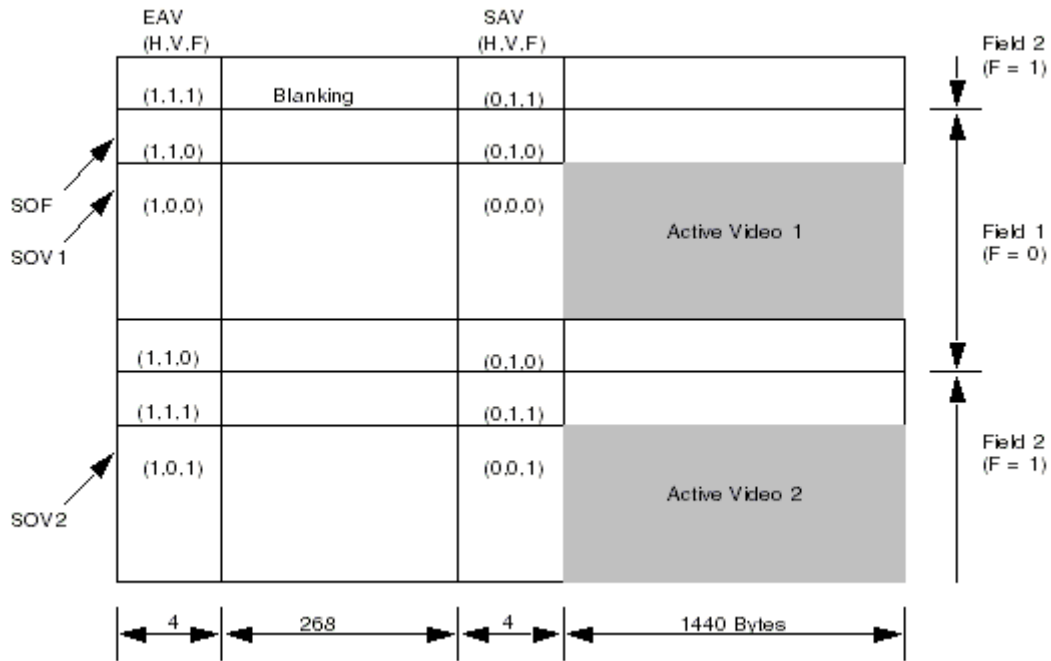 EAV
(H.V.F)
SAV
(H.V.F)
Field 2
(F = 1)
(1,1,1)
Blanking
(0,1,1)
(1,1,0)
(0,1,0)
SOF
SOV1
(1,0,0)
(0,0,0)
Active Video 1
Field 1
(F = 0)
(1,1,0)
(0,1,0)
(1,1,1)
(0,1,1)
SOV2
(1,0,1)
(0,0,1)
Active Video 2
Field 2
(F = 1)
4
268
4
1440 Bytes